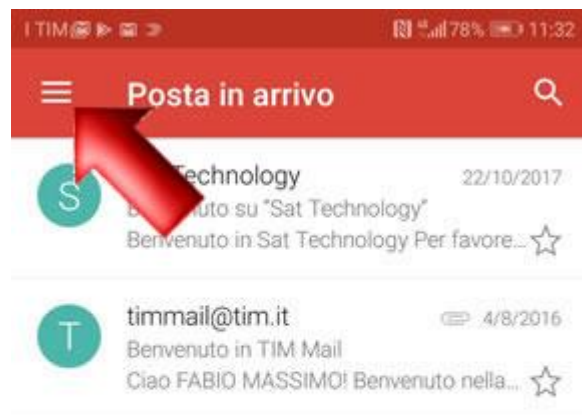 I TIM 4G 78% 11:32
Posta in arrivo
S Technology 22/10/2017
su "Sat Technology"
Benvenuto in Sat Technology Per favore...
T timmail@tim.it 4/8/2016
Benvenuto in TIM Mail
Ciao FABIO MASSIMO! Benvenuto nella...